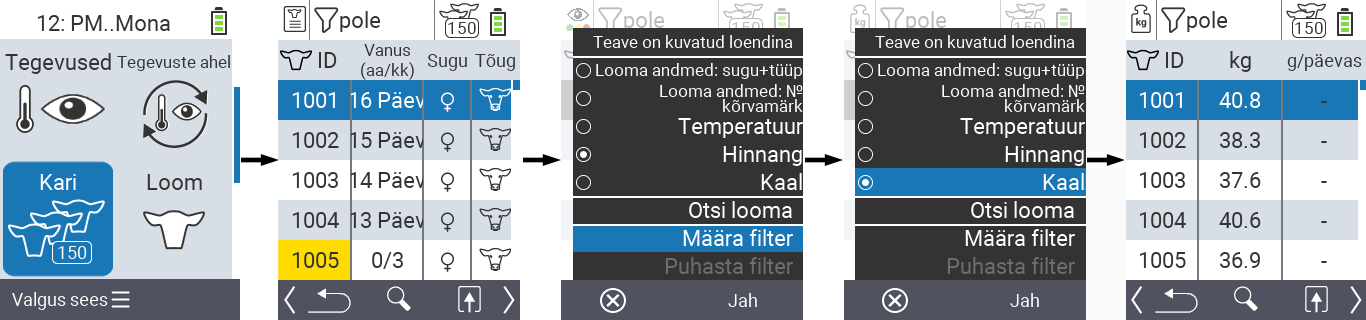 12: PM..Mona
Tegevused
Tegevuste ahel
Kari
150
Loom
Valgus sees
pole
150
ID
Vanus
(aa/kk)
Sugu
Tõug
1001
16 Päev
1002
15 Päev
1003
14 Päev
1004
13 Päev
1005
0/3
pole
150
Teave on kuvatud loendina
Looma andmed: sugu+tüüp
Looma andmed: №
kõrvamärk
Temperatuur
Hinnang
Kaal
Otsi looma
Määra filter
Puhasta filter
Jah
kg
pole
150
Teave on kuvatud loendina
Looma andmed: sugu+tüüp
Looma andmed: №
kõrvamärk
Temperatuur
Hinnang
Kaal
Otsi looma
Määra filter
Puhasta filter
Jah
kg
pole
150
ID
kg
g/päevas
1001
40.8
-
1002
38.3
-
1003
37.6
-
1004
40.6
-
1005
36.9
-